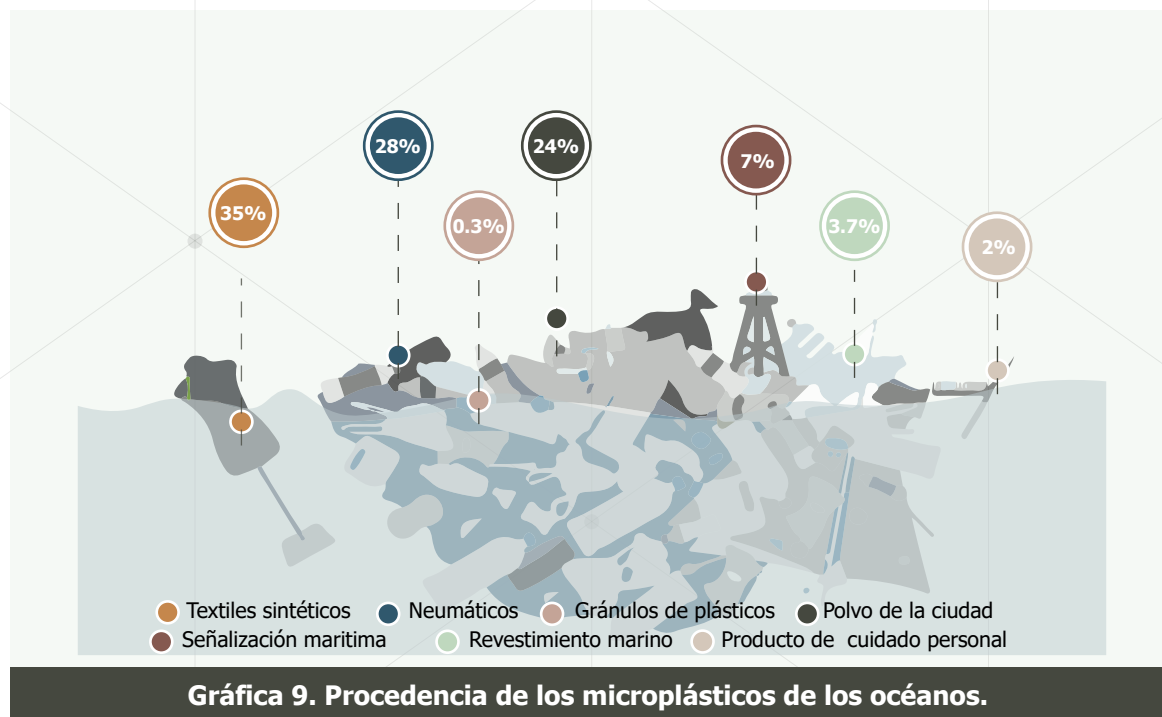 28%
24%
7%
35%
0.3%
3.7%
2%
Textiles sintéticos Neumáticos Gránulos de plásticos Polvo de la ciudad
Señalización maritima Revestimiento marino Producto de cuidado personal
Gráfica 9. Procedencia de los microplásticos de los océanos.